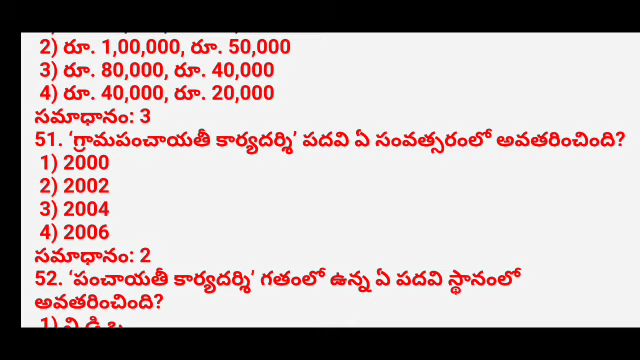 2) రూ. 1,00,000, రూ. 50,000
3) రూ. 80,000, రూ. 40,000
4) రూ. 40,000, రూ. 20,000
సమాధానం: 3
51. ‘గ్రామపంచాయతీ కార్యదర్శి’ పదవి ఏ సంవత్సరంలో అవతరించింది?
1) 2000
2) 2002
3) 2004
4) 2006
సమాధానం: 2
52. ‘పంచాయతీ కార్యదర్శి’ గతంలో ఉన్న ఏ పదవి స్థానంలో
అవతరించింది?
1)